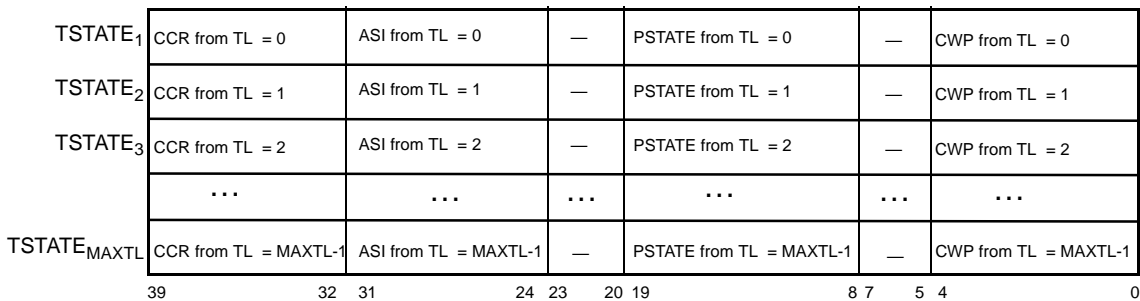 TSTATE1 CCR from TL = 0 ASI from TL = 0 — PSTATE from TL = 0 — CWP from TL = 0
TSTATE2 CCR from TL = 1 ASI from TL = 1 — PSTATE from TL = 1 — CWP from TL = 1
TSTATE3 CCR from TL = 2 ASI from TL = 2 — PSTATE from TL = 2 — CWP from TL = 2
... ... ... ... ... ...
TSTATEMAXTL CCR from TL = MAXTL-1 ASI from TL = MAXTL-1 — PSTATE from TL = MAXTL-1 — CWP from TL = MAXTL-1
39 32 31 24 23 20 19 8 7 5 4 0